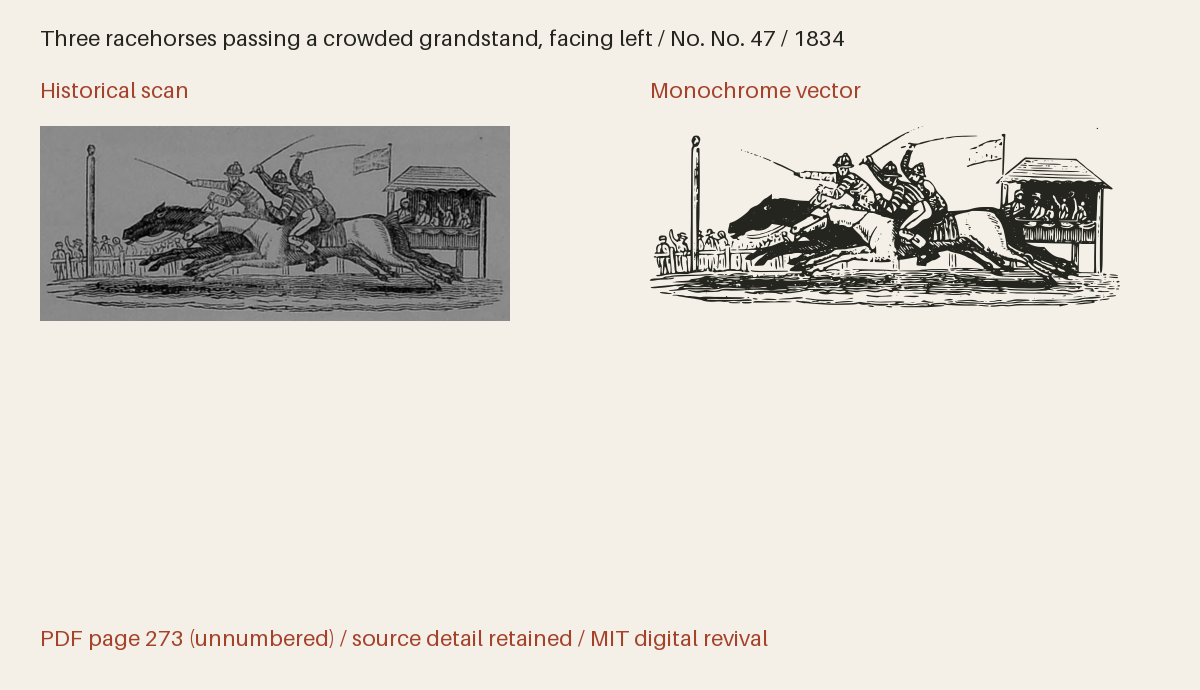 Three racehorses passing a crowded grandstand, facing left / No. No. 47 / 1834
Historical scan
Monochrome vector
PDF page 273 (unnumbered) / source detail retained / MIT digital revival